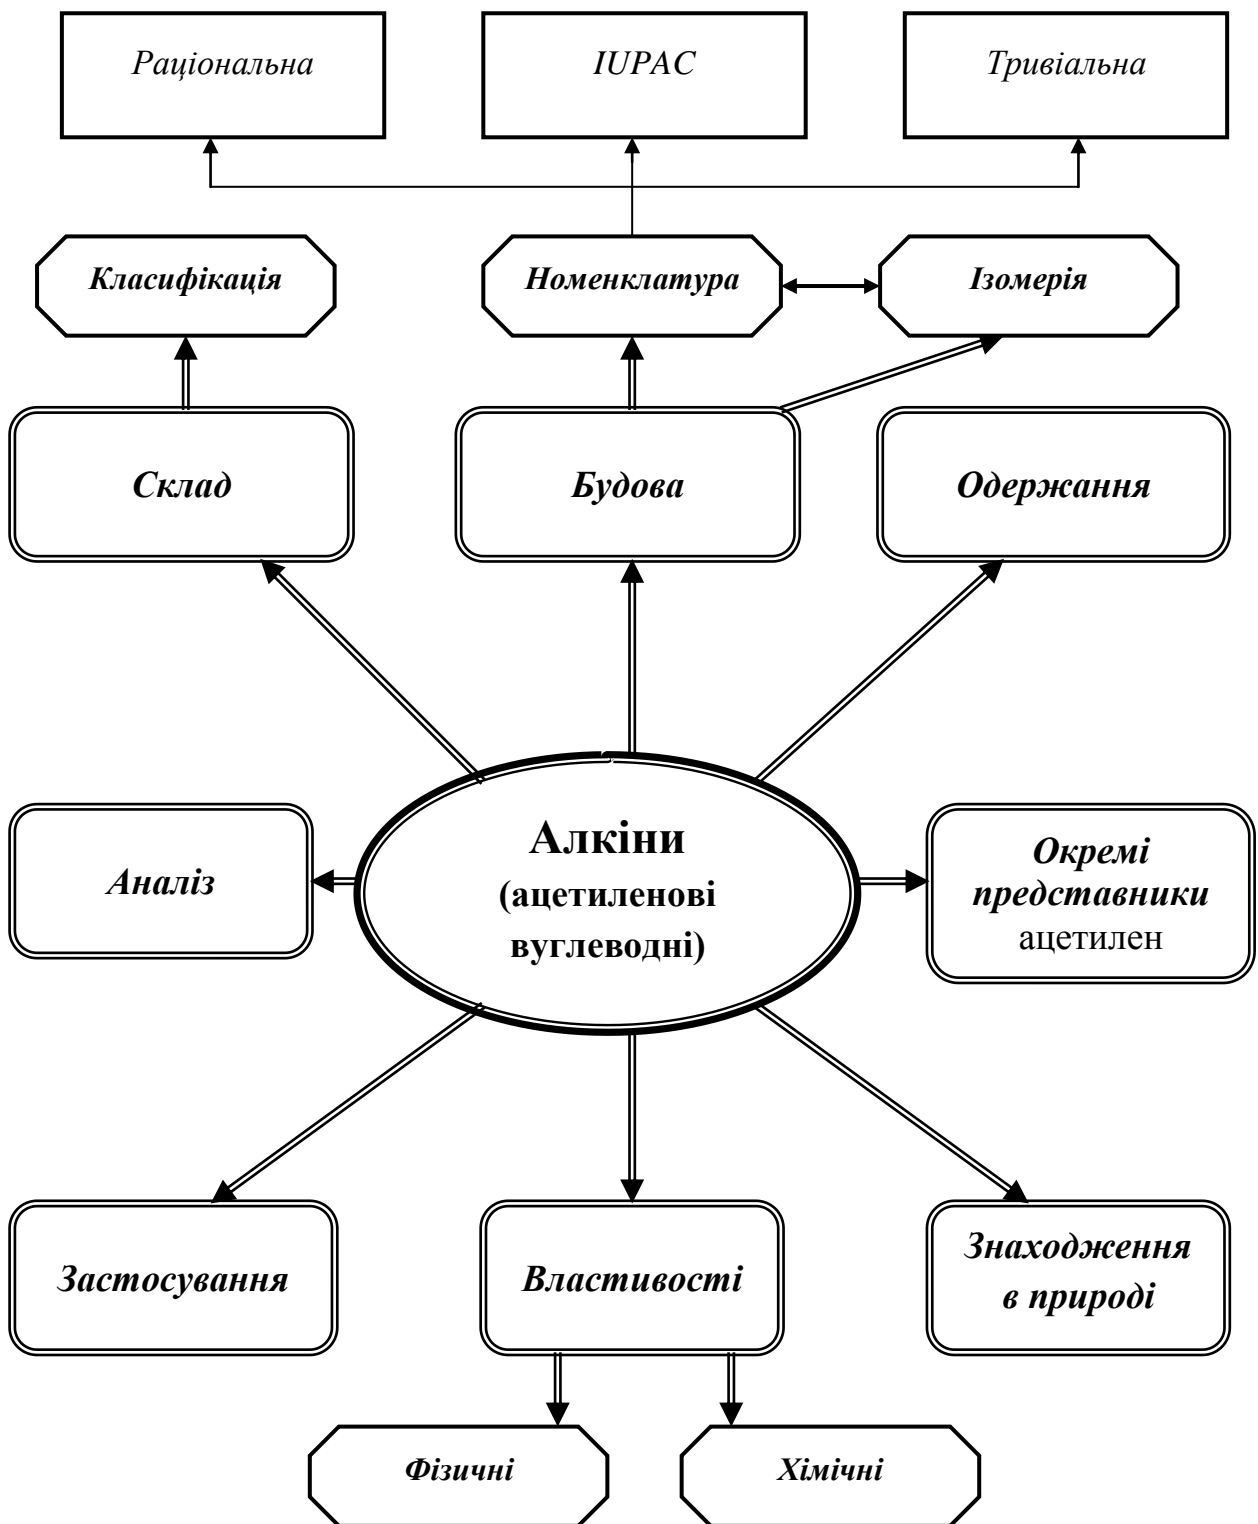 Раціональна
IUPAC
Тривіальна
Класифікація
Номенклатура
Ізомерія
Склад
Будова
Одержання
Аналіз
Алкіни
(ацетиленові
вуглеводні)
Окремі
представники
ацетилен
Застосування
Властивості
Знаходження
в природі
Фізичні
Хімічні